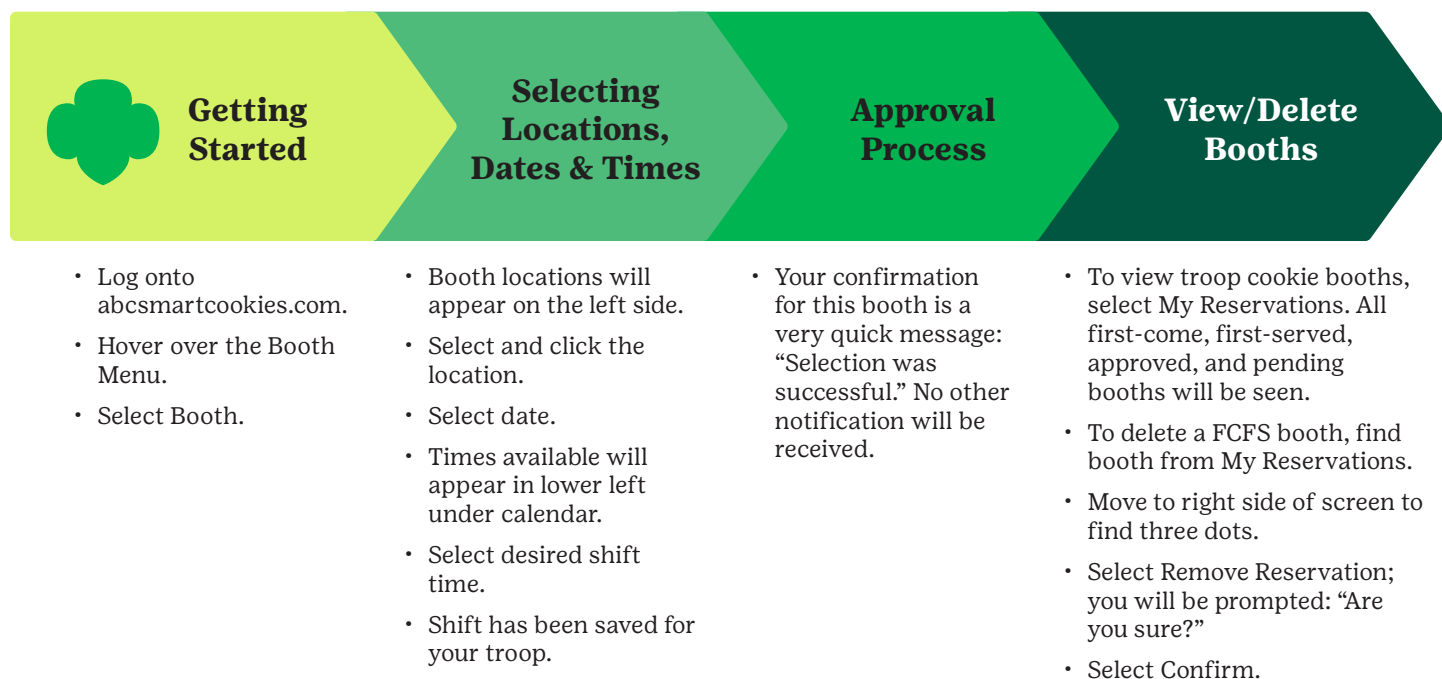 Getting
Started
Selecting
Locations,
Dates & Times
Approval
Process
View/Delete
Booths
• Log onto
abcsmartcookies.com.
• Hover over the Booth
Menu.
• Select Booth.
• Booth locations will
appear on the left side.
• Select and click the
location.
• Select date.
• Times available will
appear in lower left
under calendar.
• Select desired shift
time.
• Shift has been saved for
your troop.
• Your confirmation
for this booth is a
very quick message:
“Selection was
successful.” No other
notification will be
received.
• To view troop cookie booths,
select My Reservations. All
first-come, first-served,
approved, and pending
booths will be seen.
• To delete a FCFS booth, find
booth from My Reservations.
• Move to right side of screen to
find three dots.
• Select Remove Reservation;
you will be prompted: “Are
you sure?”
• Select Confirm.